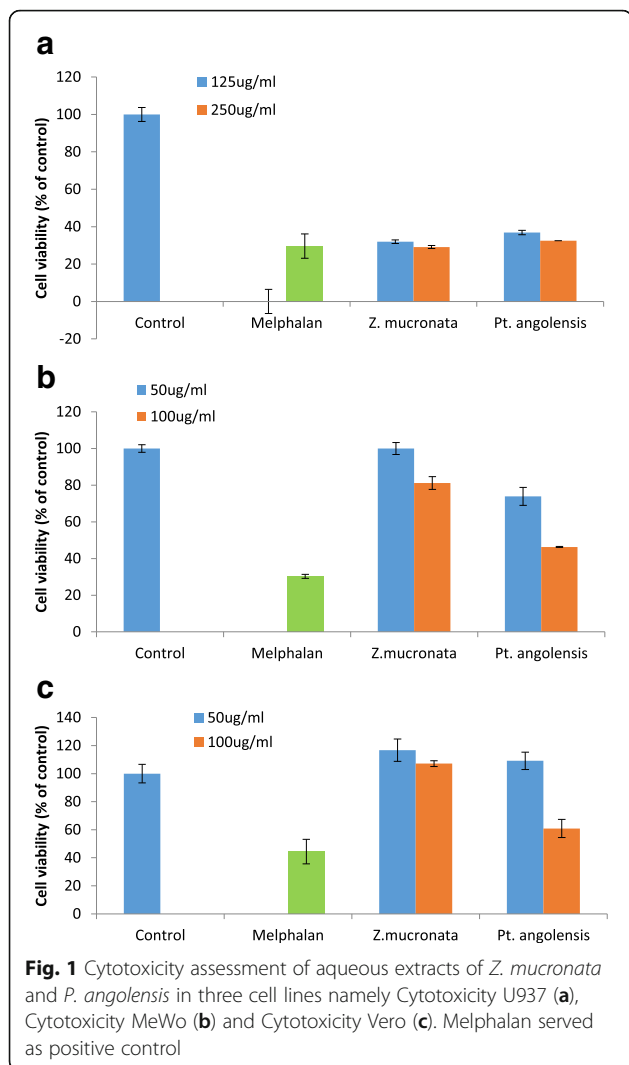 a
120
100
80
60
40
20
0
-20
Cell viability (% of control)
125ug/ml
250ug/ml
Control Melphalan Z. mucronata Pt. angolensis
b
120
100
80
60
40
20
0
Cell viability (% of control)
50ug/ml
100ug/ml
Control Melphalan Z.mucronata Pt. angolensis
c
140
120
100
80
60
40
20
0
Cell viability (% of control)
50ug/ml
100ug/ml
Control Melphalan Z.mucronata Pt. angolensis
Fig. 1 Cytotoxicity assessment of aqueous extracts of Z. mucronata
and P. angolensis in three cell lines namely Cytotoxicity U937 (a),
Cytotoxicity MeWo (b) and Cytotoxicity Vero (c). Melphalan served
as positive control